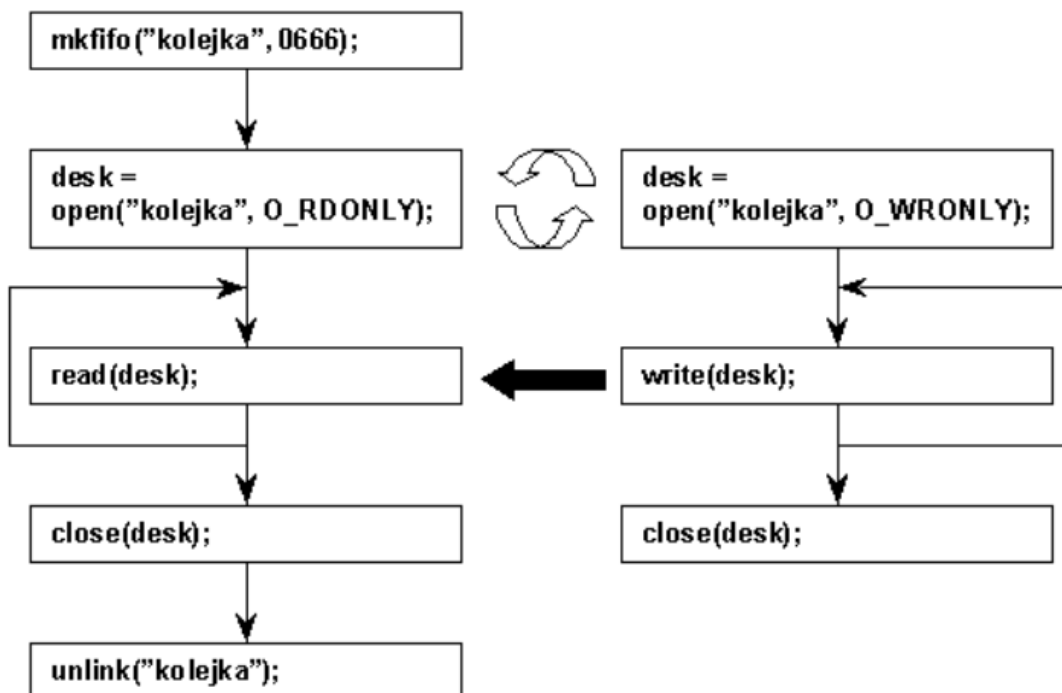 mkfifo("kolejka", 0666);
desk =
open("kolejka", O_RDONLY);
read(desk);
close(desk);
unlink("kolejka");
desk =
open("kolejka", O_WRONLY);
write(desk);
close(desk);